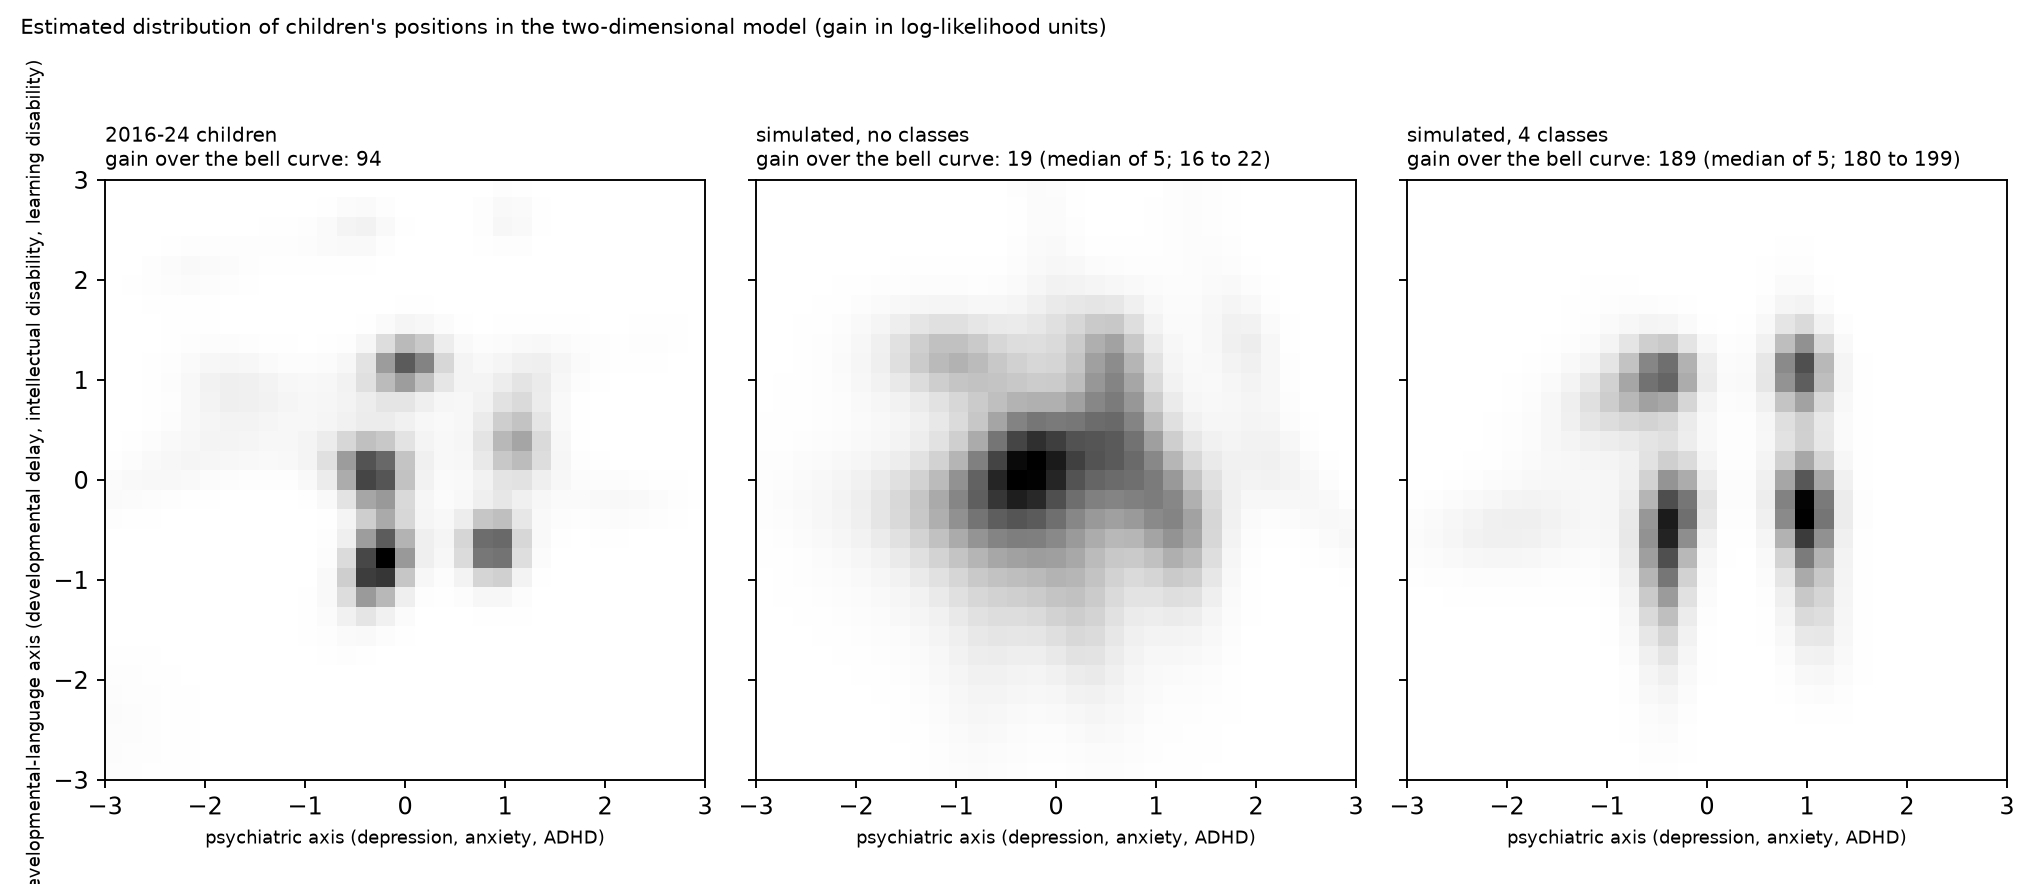 Estimated distribution of children's positions in the two-dimensional model (gain in log-likelihood units)
evelopmental-language axis (developmental delay, intellectual disability, learning disability)
2016-24 children
gain over the bell curve: 94
3
2
1
0
−1
−2
−3
−3 −2 −1 0 1 2 3
psychiatric axis (depression, anxiety, ADHD)
simulated, no classes
gain over the bell curve: 19 (median of 5; 16 to 22)
−3 −2 −1 0 1 2 3
psychiatric axis (depression, anxiety, ADHD)
simulated, 4 classes
gain over the bell curve: 189 (median of 5; 180 to 199)
−3 −2 −1 0 1 2 3
psychiatric axis (depression, anxiety, ADHD)